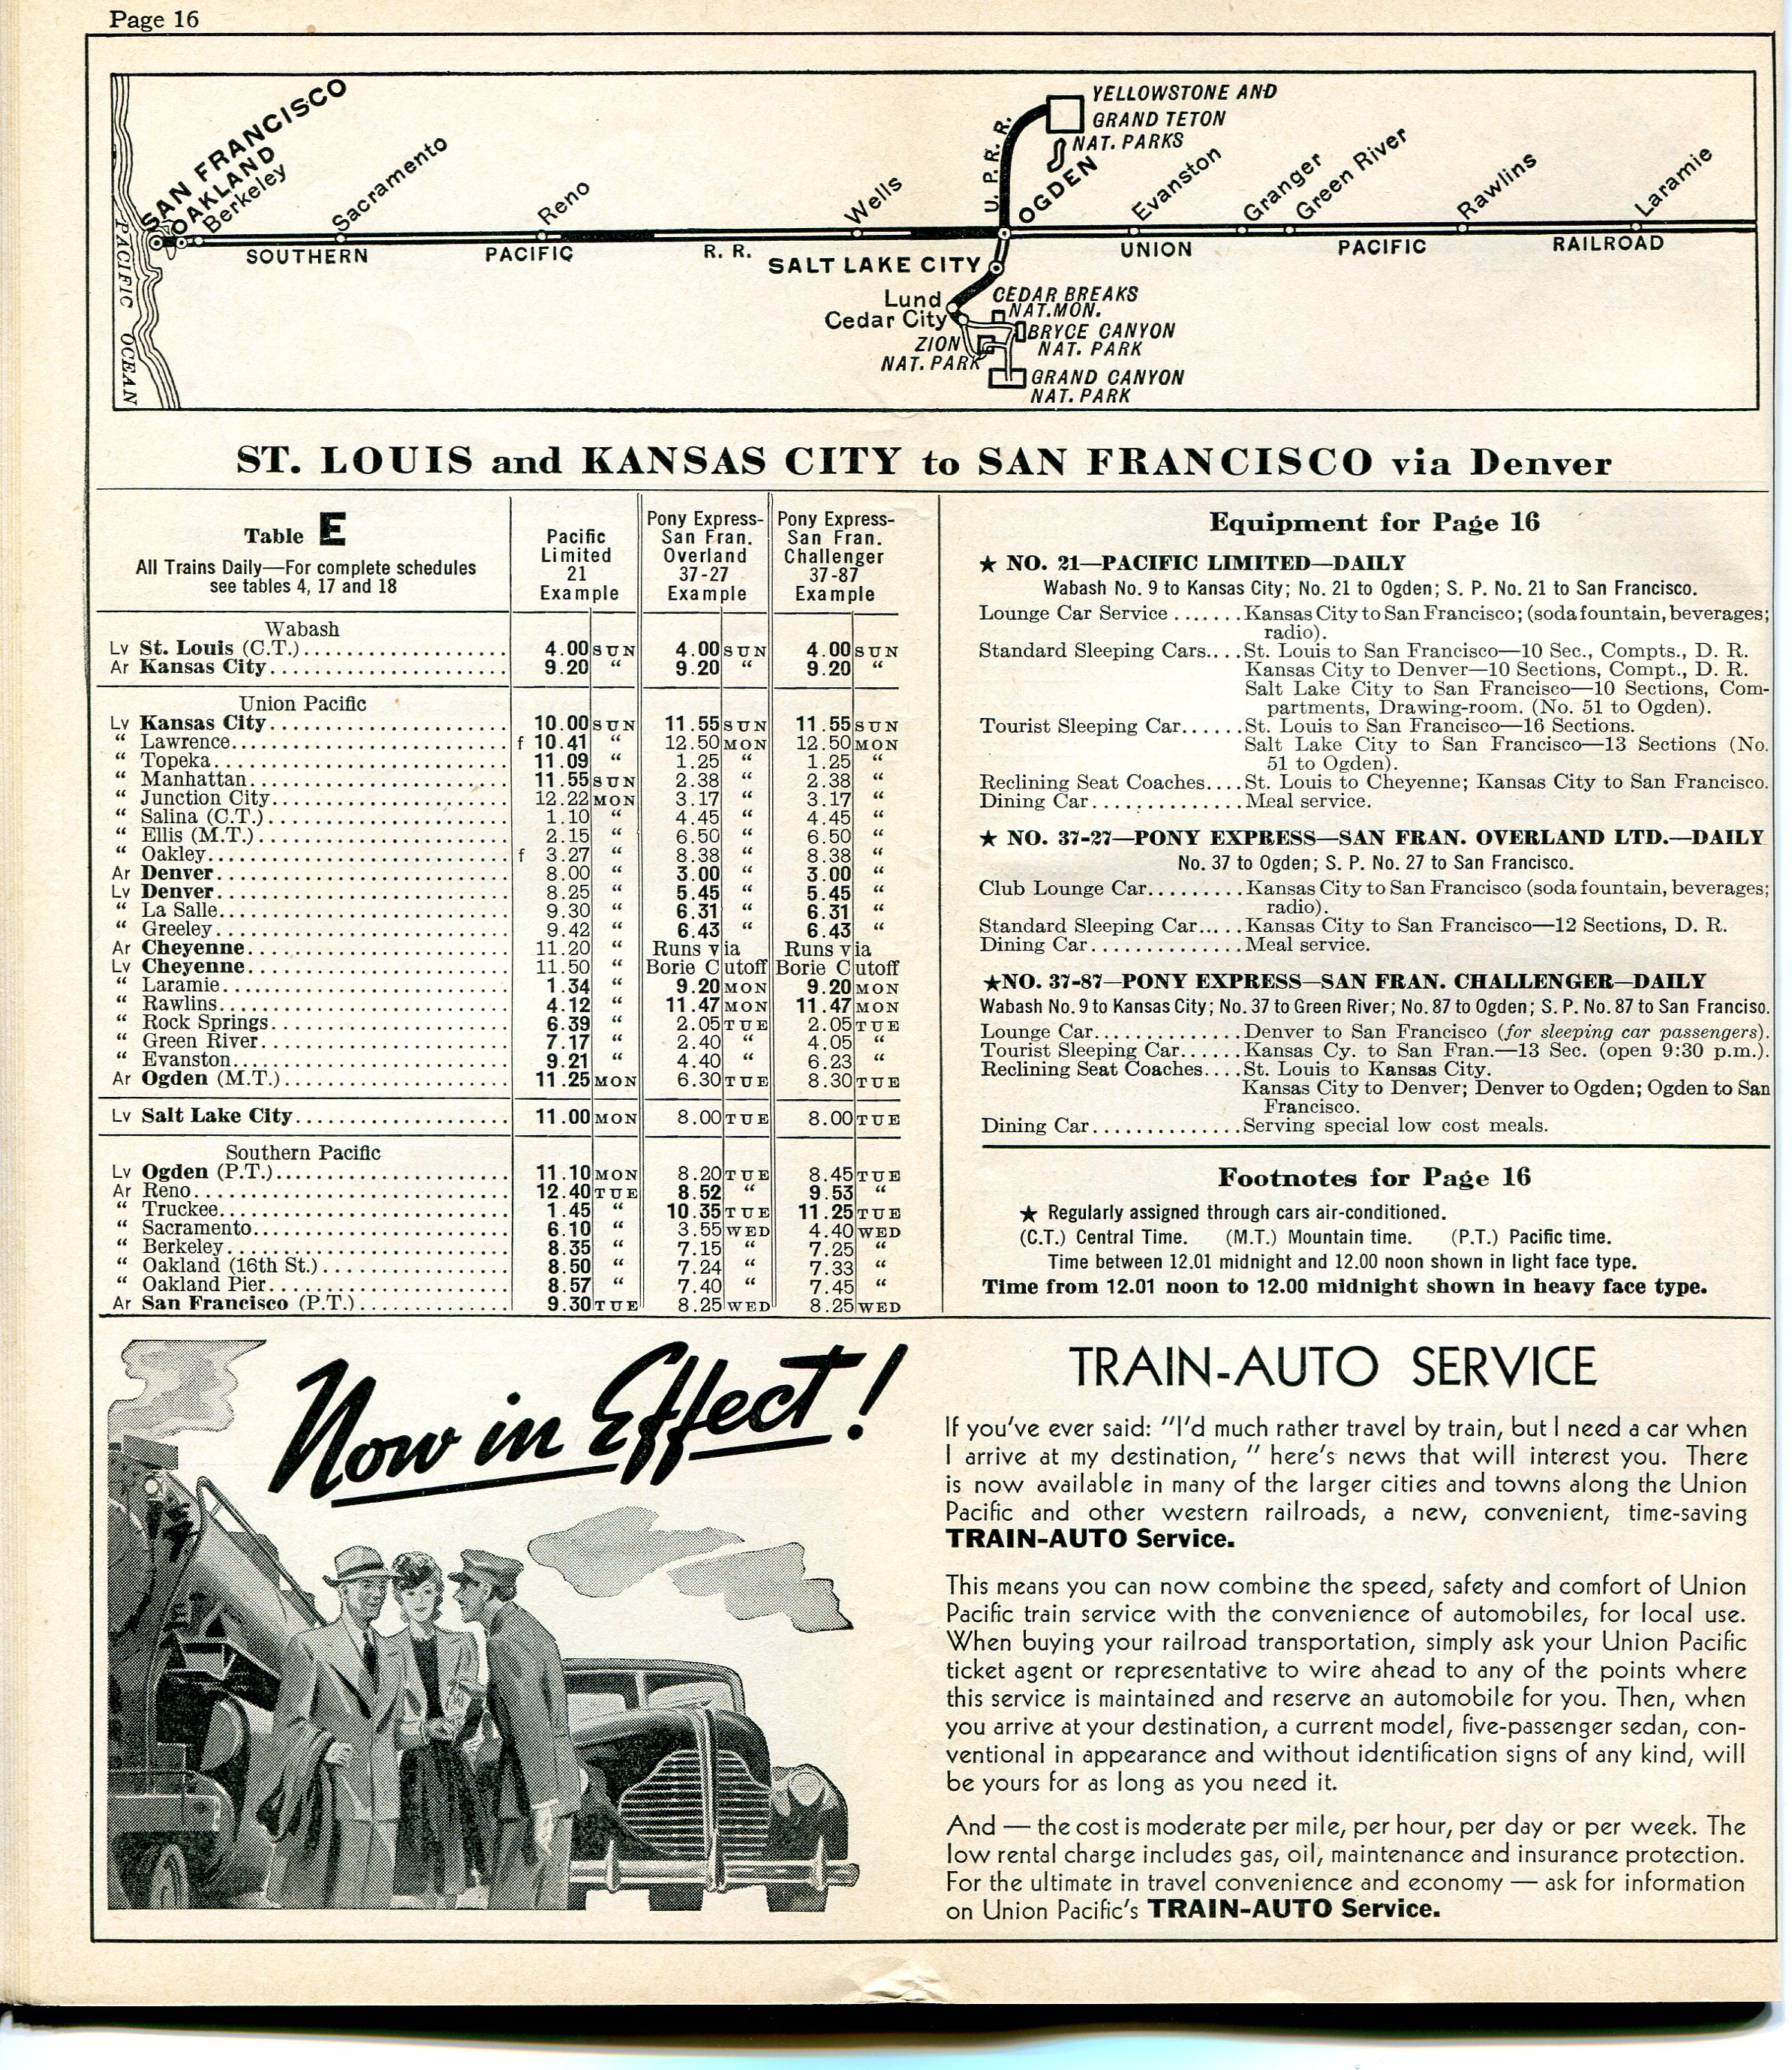 Page 16
SAN FRANCISCO
OAKLAND
Berkeley
Sacramento
Reno
Wells
U. P. R. R.
YELLOWSTONE AND
GRAND TETON
NAT. PARKS
OGDEN
Evanston
Granger
Green River
Rawlins
Laramie
PACIFIC OCEAN
SOUTHERN PACIFIC R. R.
UNION PACIFIC RAILROAD
SALT LAKE CITY
Lund
Cedar City
CEDAR BREAKS
NAT. MON.
BRYCE CANYON
NAT. PARK
ZION
NAT. PARK
GRAND CANYON
NAT. PARK
ST. LOUIS and KANSAS CITY to SAN FRANCISCO via Denver
Table E
All Trains Daily—For complete schedules
see tables 4, 17 and 18
Pacific
Limited
21
Example
Pony Express-
San Fran.
Overland
37-27
Example
Pony Express-
San Fran.
Challenger
37-87
Example
Wabash
Lv St. Louis (C.T.) 4.00 SUN 4.00 SUN 4.00 SUN
Ar Kansas City 9.20 “ 9.20 “ 9.20 “
Union Pacific
Lv Kansas City 10.00 SUN 11.55 SUN 11.55 SUN
“ Lawrence f 10.41 “ 12.50 MON 12.50 MON
“ Topeka 11.09 “ 1.25 “ 1.25 “
“ Manhattan 11.55 SUN 2.38 “ 2.38 “
“ Junction City 12.22 MON 3.17 “ 3.17 “
“ Salina (C.T.) 1.10 “ 4.45 “ 4.45 “
“ Ellis (M.T.) 2.15 “ 6.50 “ 6.50 “
“ Oakley f 3.27 “ 8.38 “ 8.38 “
Ar Denver 8.00 “ 3.00 “ 3.00 “
Lv Denver 8.25 “ 5.45 “ 5.45 “
“ La Salle 9.30 “ 6.31 “ 6.31 “
“ Greeley 9.42 “ 6.43 “ 6.43 “
Ar Cheyenne 11.20 “ Runs via Runs via
Lv Cheyenne 11.50 “ Borie Cutoff Borie Cutoff
“ Laramie 1.34 “ 9.20 MON 9.20 MON
“ Rawlins 4.12 “ 11.47 MON 11.47 MON
“ Rock Springs 6.39 “ 2.05 TUE 2.05 TUE
“ Green River 7.17 “ 2.40 “ 4.05 “
“ Evanston 9.21 “ 4.40 “ 6.23 “
Ar Ogden (M.T.) 11.25 MON 6.30 TUE 8.30 TUE
Lv Salt Lake City 11.00 MON 8.00 TUE 8.00 TUE
Southern Pacific
Lv Ogden (P.T.) 11.10 MON 8.20 TUE 8.45 TUE
Ar Reno 12.40 TUE 8.52 “ 9.53 “
“ Truckee 1.45 “ 10.35 TUE 11.25 TUE
“ Sacramento 6.10 “ 3.55 WED 4.40 WED
“ Berkeley 8.35 “ 7.15 “ 7.25 “
“ Oakland (16th St.) 8.50 “ 7.24 “ 7.33 “
“ Oakland Pier 8.57 “ 7.40 “ 7.45 “
Ar San Francisco (P.T.) 9.30 TUE 8.25 WED 8.25 WED
Equipment for Page 16
★ NO. 21—PACIFIC LIMITED—DAILY
Wabash No. 9 to Kansas City; No. 21 to Ogden; S. P. No. 21 to San Francisco.
Lounge Car Service ....... Kansas City to San Francisco; (soda fountain, beverages;
radio).
Standard Sleeping Cars.... St. Louis to San Francisco—10 Sec., Compts., D. R.
Kansas City to Denver—10 Sections, Compt., D. R.
Salt Lake City to San Francisco—10 Sections, Com-
partments, Drawing-room. (No. 51 to Ogden).
Tourist Sleeping Car...... St. Louis to San Francisco—16 Sections.
Salt Lake City to San Francisco—13 Sections (No.
51 to Ogden).
Reclining Seat Coaches.... St. Louis to Cheyenne; Kansas City to San Francisco.
Dining Car............. Meal service.
★ NO. 37-27—PONY EXPRESS—SAN FRAN. OVERLAND LTD.—DAILY
No. 37 to Ogden; S. P. No. 27 to San Francisco.
Club Lounge Car......... Kansas City to San Francisco (soda fountain, beverages;
radio).
Standard Sleeping Car..... Kansas City to San Francisco—12 Sections, D. R.
Dining Car............. Meal service.
★NO. 37-87—PONY EXPRESS—SAN FRAN. CHALLENGER—DAILY
Wabash No. 9 to Kansas City; No. 37 to Green River; No. 87 to Ogden; S. P. No. 87 to San Franciso.
Lounge Car............. Denver to San Francisco (for sleeping car passengers).
Tourist Sleeping Car...... Kansas Cy. to San Fran.—13 Sec. (open 9:30 p.m.).
Reclining Seat Coaches.... St. Louis to Kansas City.
Kansas City to Denver; Denver to Ogden; Ogden to San
Francisco.
Dining Car............. Serving special low cost meals.
Footnotes for Page 16
★ Regularly assigned through cars air-conditioned.
(C.T.) Central Time. (M.T.) Mountain time. (P.T.) Pacific time.
Time between 12.01 midnight and 12.00 noon shown in light face type.
Time from 12.01 noon to 12.00 midnight shown in heavy face type.
Now in Effect!
TRAIN-AUTO SERVICE
If you've ever said: "I'd much rather travel by train, but I need a car when
I arrive at my destination," here's news that will interest you. There
is now available in many of the larger cities and towns along the Union
Pacific and other western railroads, a new, convenient, time-saving
TRAIN-AUTO Service.
This means you can now combine the speed, safety and comfort of Union
Pacific train service with the convenience of automobiles, for local use.
When buying your railroad transportation, simply ask your Union Pacific
ticket agent or representative to wire ahead to any of the points where
this service is maintained and reserve an automobile for you. Then, when
you arrive at your destination, a current model, five-passenger sedan, con-
ventional in appearance and without identification signs of any kind, will
be yours for as long as you need it.
And — the cost is moderate per mile, per hour, per day or per week. The
low rental charge includes gas, oil, maintenance and insurance protection.
For the ultimate in travel convenience and economy — ask for information
on Union Pacific's TRAIN-AUTO Service.